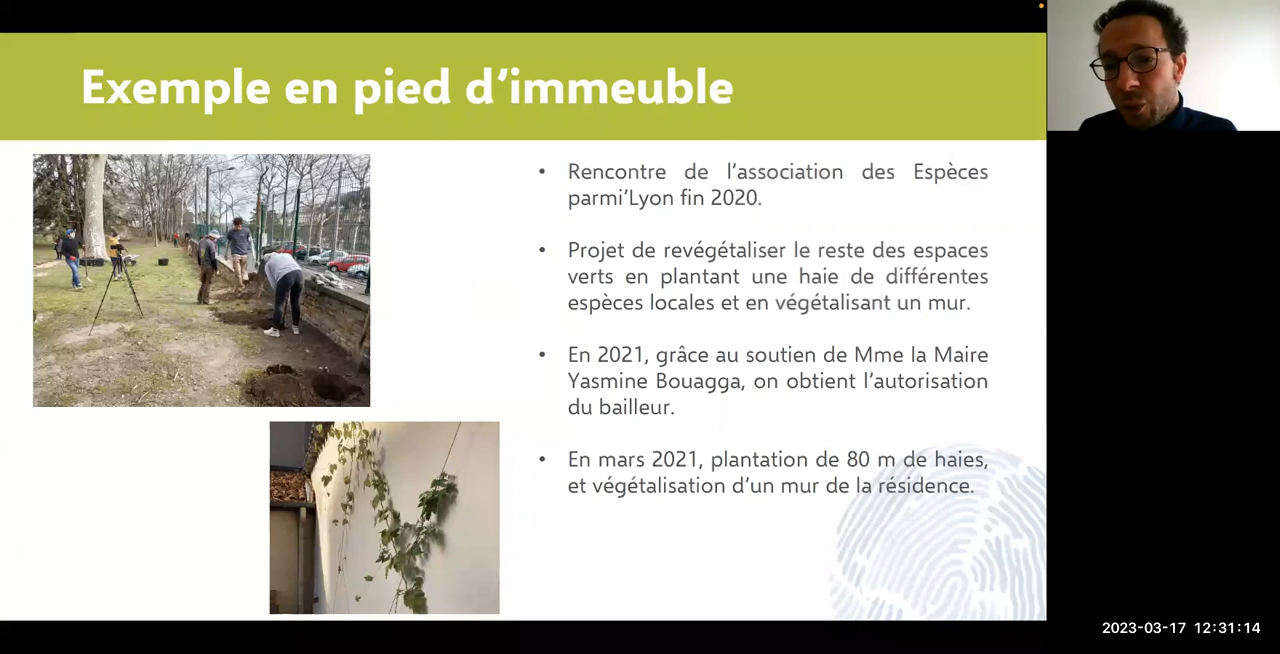 Exemple en pied d’immeuble
• Rencontre de l’association des Espèces
parmi’Lyon fin 2020.
• Projet de revégétaliser le reste des espaces
verts en plantant une haie de différentes
espèces locales et en végétalisant un mur.
• En 2021, grâce au soutien de Mme la Maire
Yasmine Bouagga, on obtient l’autorisation
du bailleur.
• En mars 2021, plantation de 80 m de haies,
et végétalisation d’un mur de la résidence.
2023-03-17 12:31:14